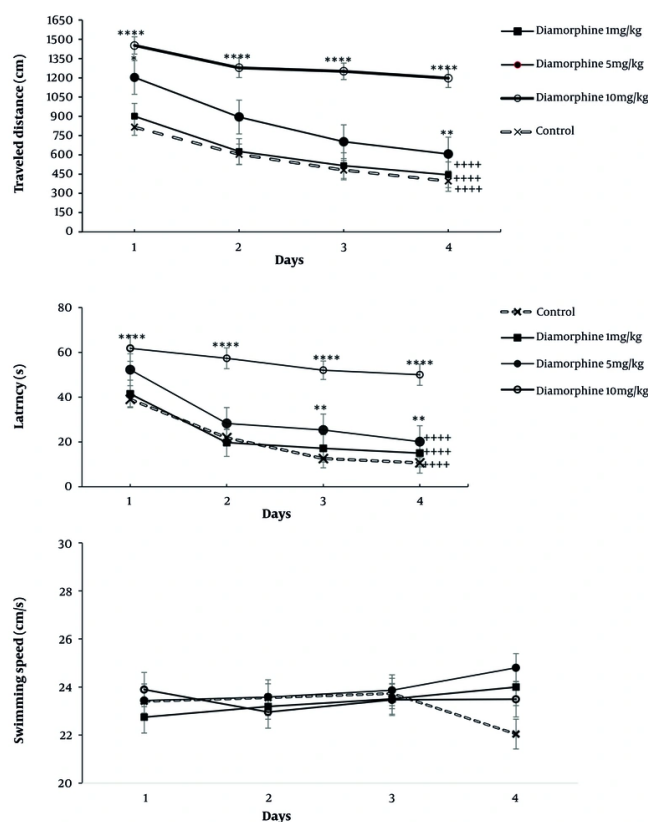 Traveled distance (cm)
1650
1500
1350
1200
1050
900
750
600
450
300
150
0
****
*
****
****
****
**
++++
++++
++++
1 2 3 4
Days
Diamorphine 1mg/kg
Diamorphine 5mg/kg
Diamorphine 10mg/kg
Control
Latrncy (s)
80
60
40
20
0
****
****
****
****
**
**
++++
++++
++++
1 2 3 4
Days
Control
Diamorphine 1mg/kg
Diamorphine 5mg/kg
Diamorphine 10mg/kg
Swimming speed (cm/s)
30
28
26
24
22
20
1 2 3 4
Days